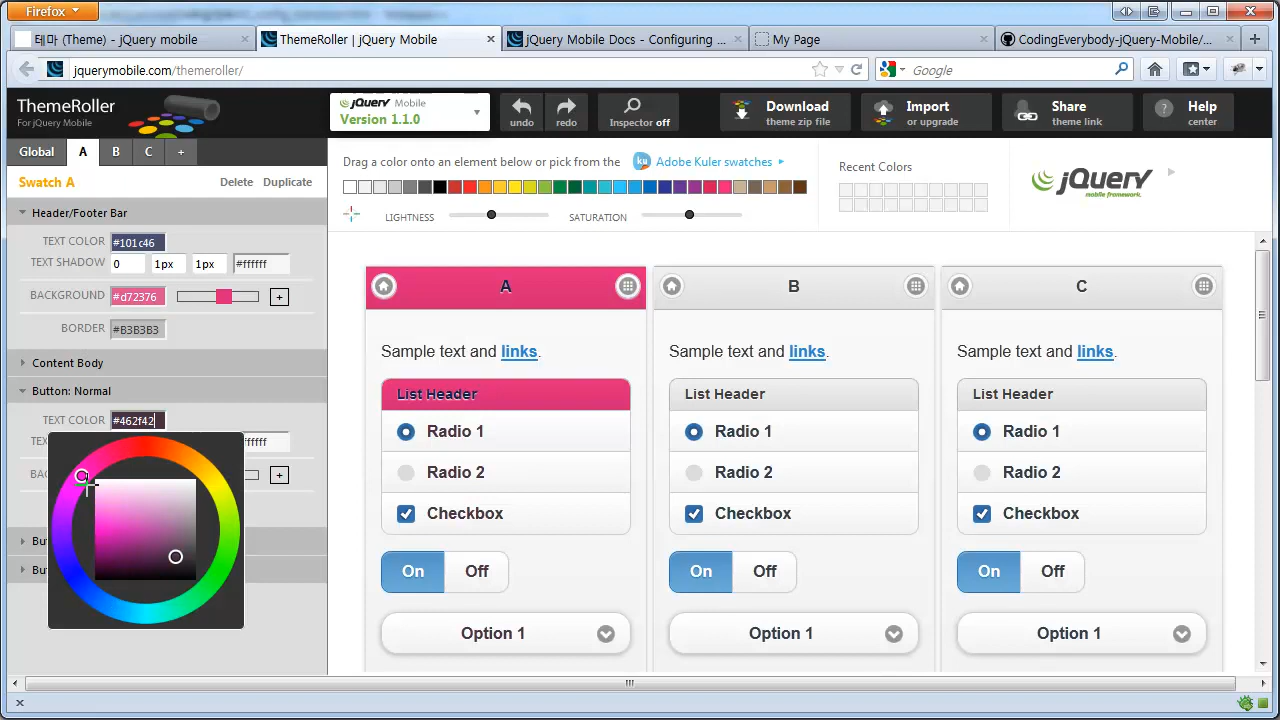 Firefox
테마 (Theme) - jQuery mobile
ThemeRoller | jQuery Mobile
jQuery Mobile Docs - Configuring ...
My Page
CodingEverybody-jQuery-Mobile/...
jquerymobile.com/themeroller/
Google
ThemeRoller
For jQuery Mobile
jQuery Mobile
Version 1.1.0
undo
redo
Inspector off
Download
theme zip file
Import
or upgrade
Share
theme link
Help
center
Global
A
B
C
+
Drag a color onto an element below or pick from the
ku
Adobe Kuler swatches
Recent Colors
jQuery
mobile framework.
Swatch A
Delete
Duplicate
LIGHTNESS
SATURATION
Header/Footer Bar
TEXT COLOR #101c46
TEXT SHADOW 0 1px 1px #ffffff
BACKGROUND #d72376 +
BORDER #B3B3B3
Content Body
Button: Normal
TEXT COLOR #462f42
A
Sample text and links.
List Header
Radio 1
Radio 2
Checkbox
On Off
Option 1
B
Sample text and links.
List Header
Radio 1
Radio 2
Checkbox
On Off
Option 1
C
Sample text and links.
List Header
Radio 1
Radio 2
Checkbox
On Off
Option 1